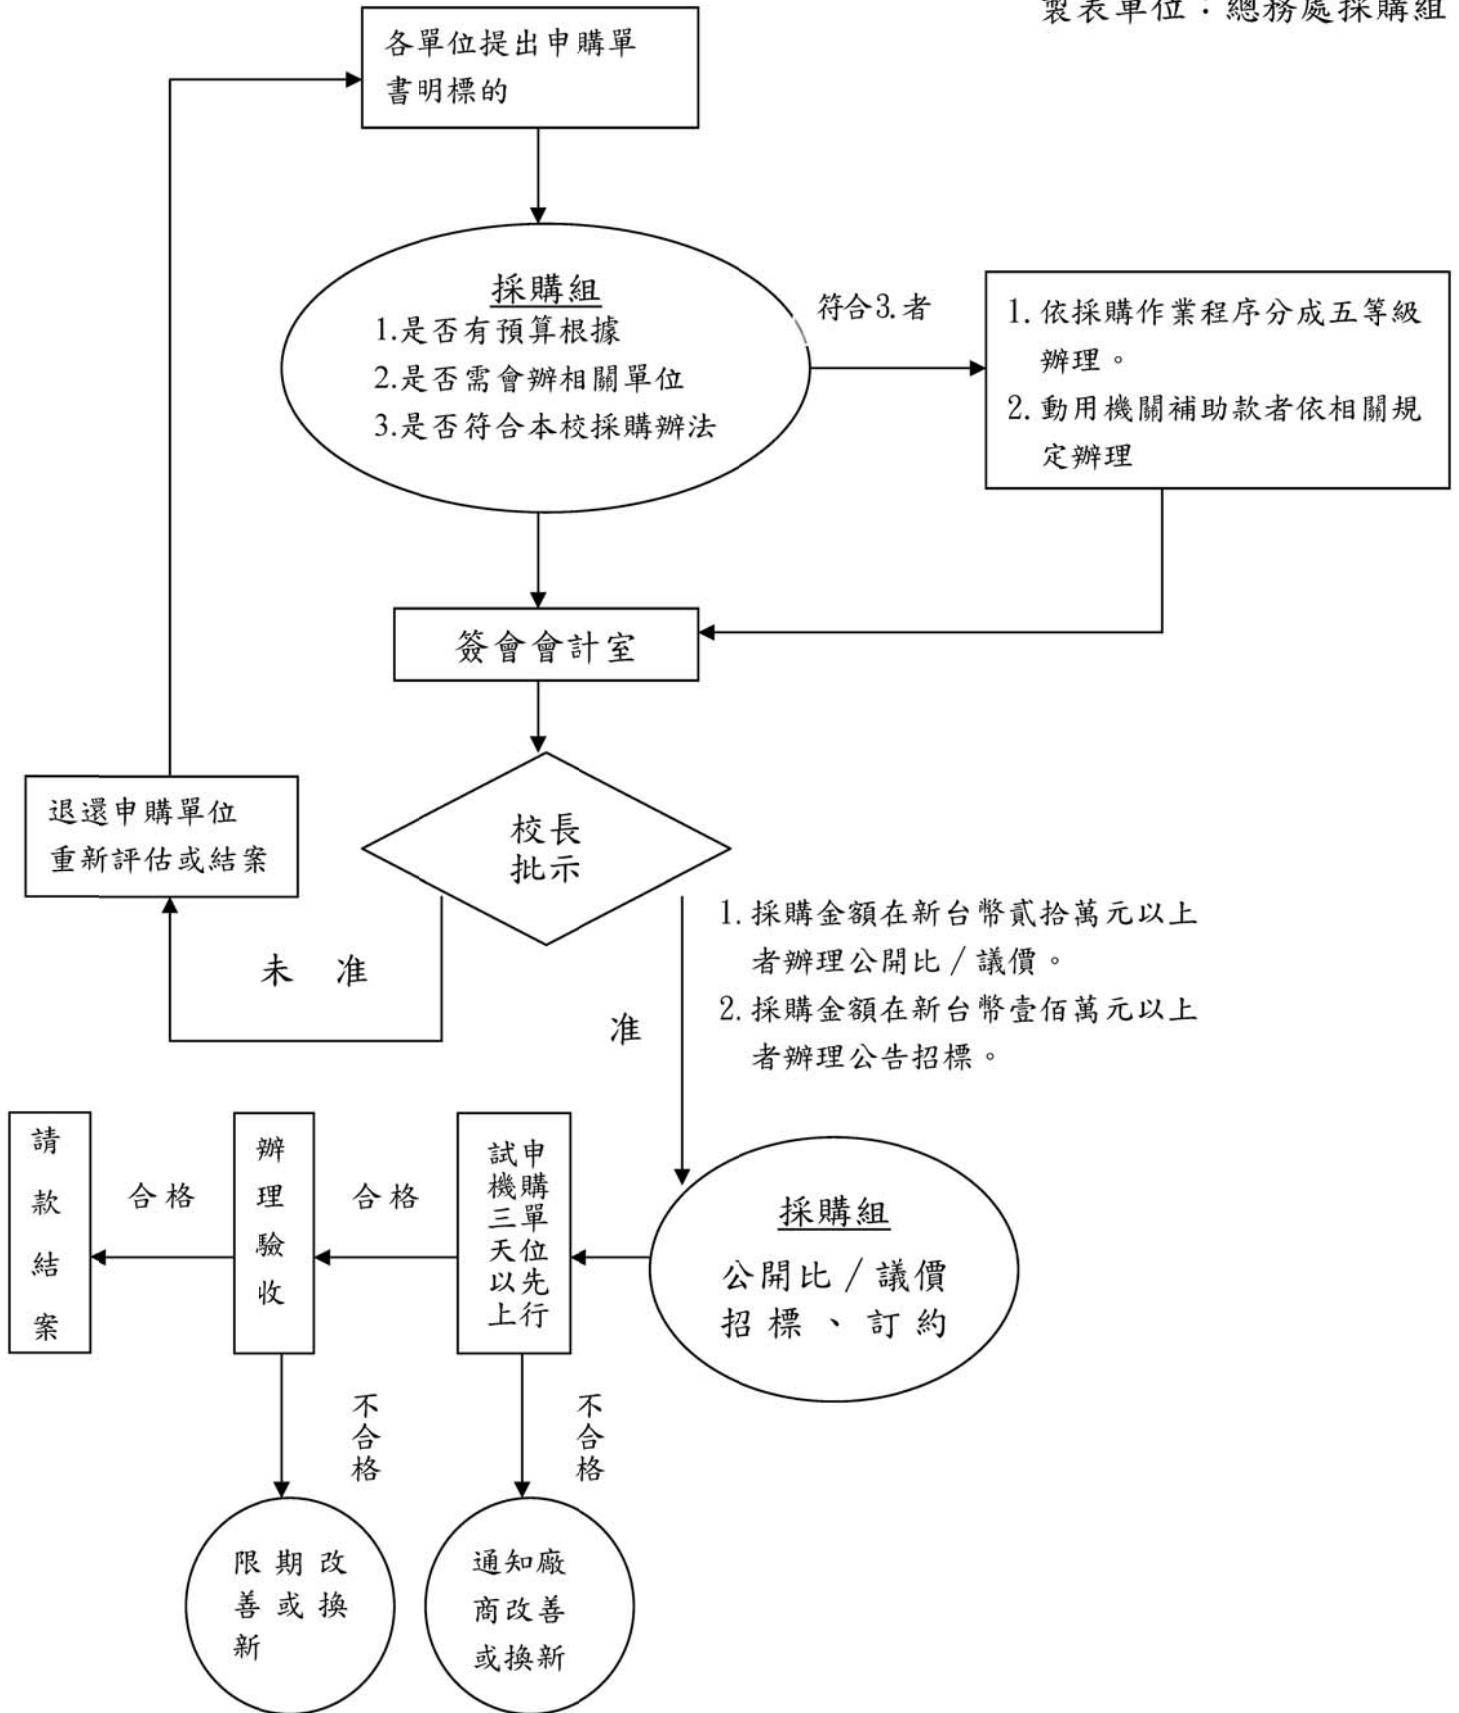 製表單位：總務處採購組
各單位提出申購單
書明標的
採購組
1.是否有預算根據
2.是否需會辦相關單位
3.是否符合本校採購辦法
符合3.者
1. 依採購作業程序分成五等級
辦理。
2. 動用機關補助款者依相關規
定辦理
簽會會計室
校長
批示
退還申購單位
重新評估或結案
未 准
准
1. 採購金額在新台幣貳拾萬元以上
者辦理公開比/議價。
2. 採購金額在新台幣壹佰萬元以上
者辦理公告招標。
採購組
公開比/議價
招標、訂約
申購單位先行
試機三天以上
合格
辦理驗收
合格
請款結案
不合格
不合格
通知廠
商改善
或換新
限期改
善或換
新